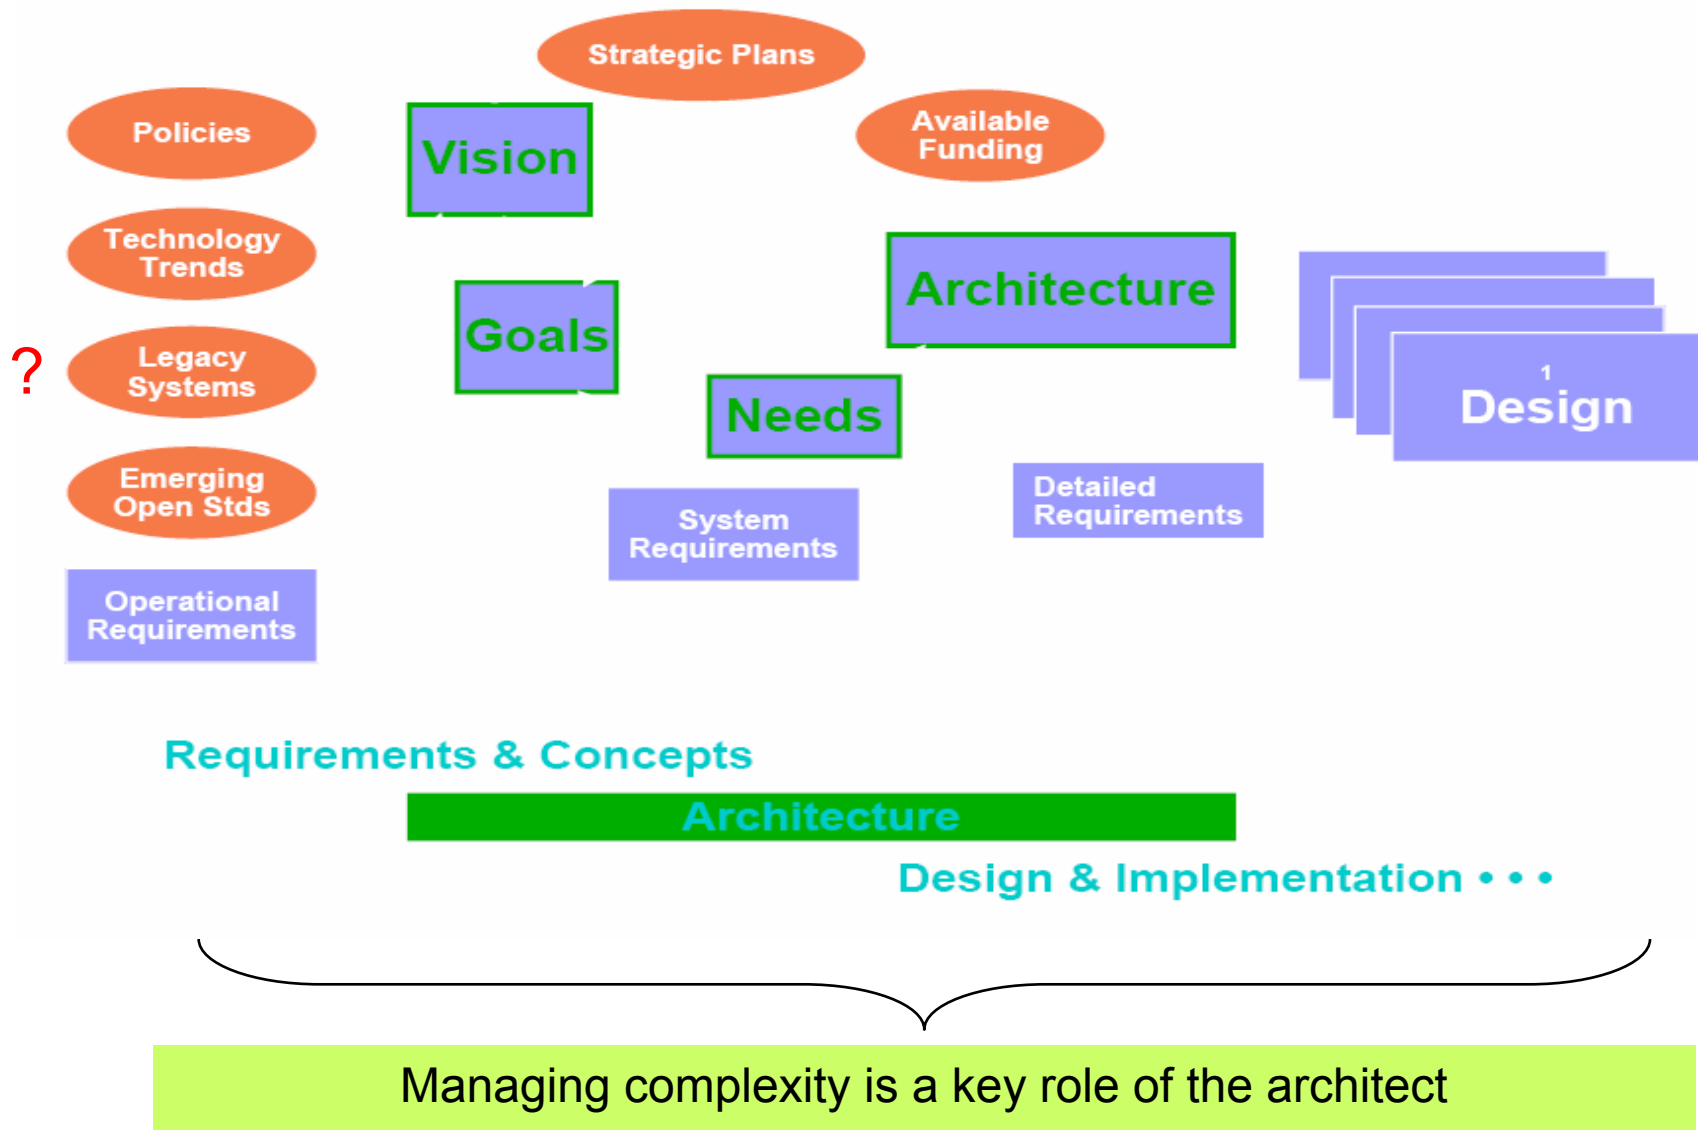 Strategic Plans
Policies
Vision
Available
Funding
Technology
Trends
Architecture
Goals
?
Legacy
Systems
Needs
1
Design
Emerging
Open Stds
System
Requirements
Detailed
Requirements
Operational
Requirements
Requirements & Concepts
Architecture
Design & Implementation • • •
Managing complexity is a key role of the architect